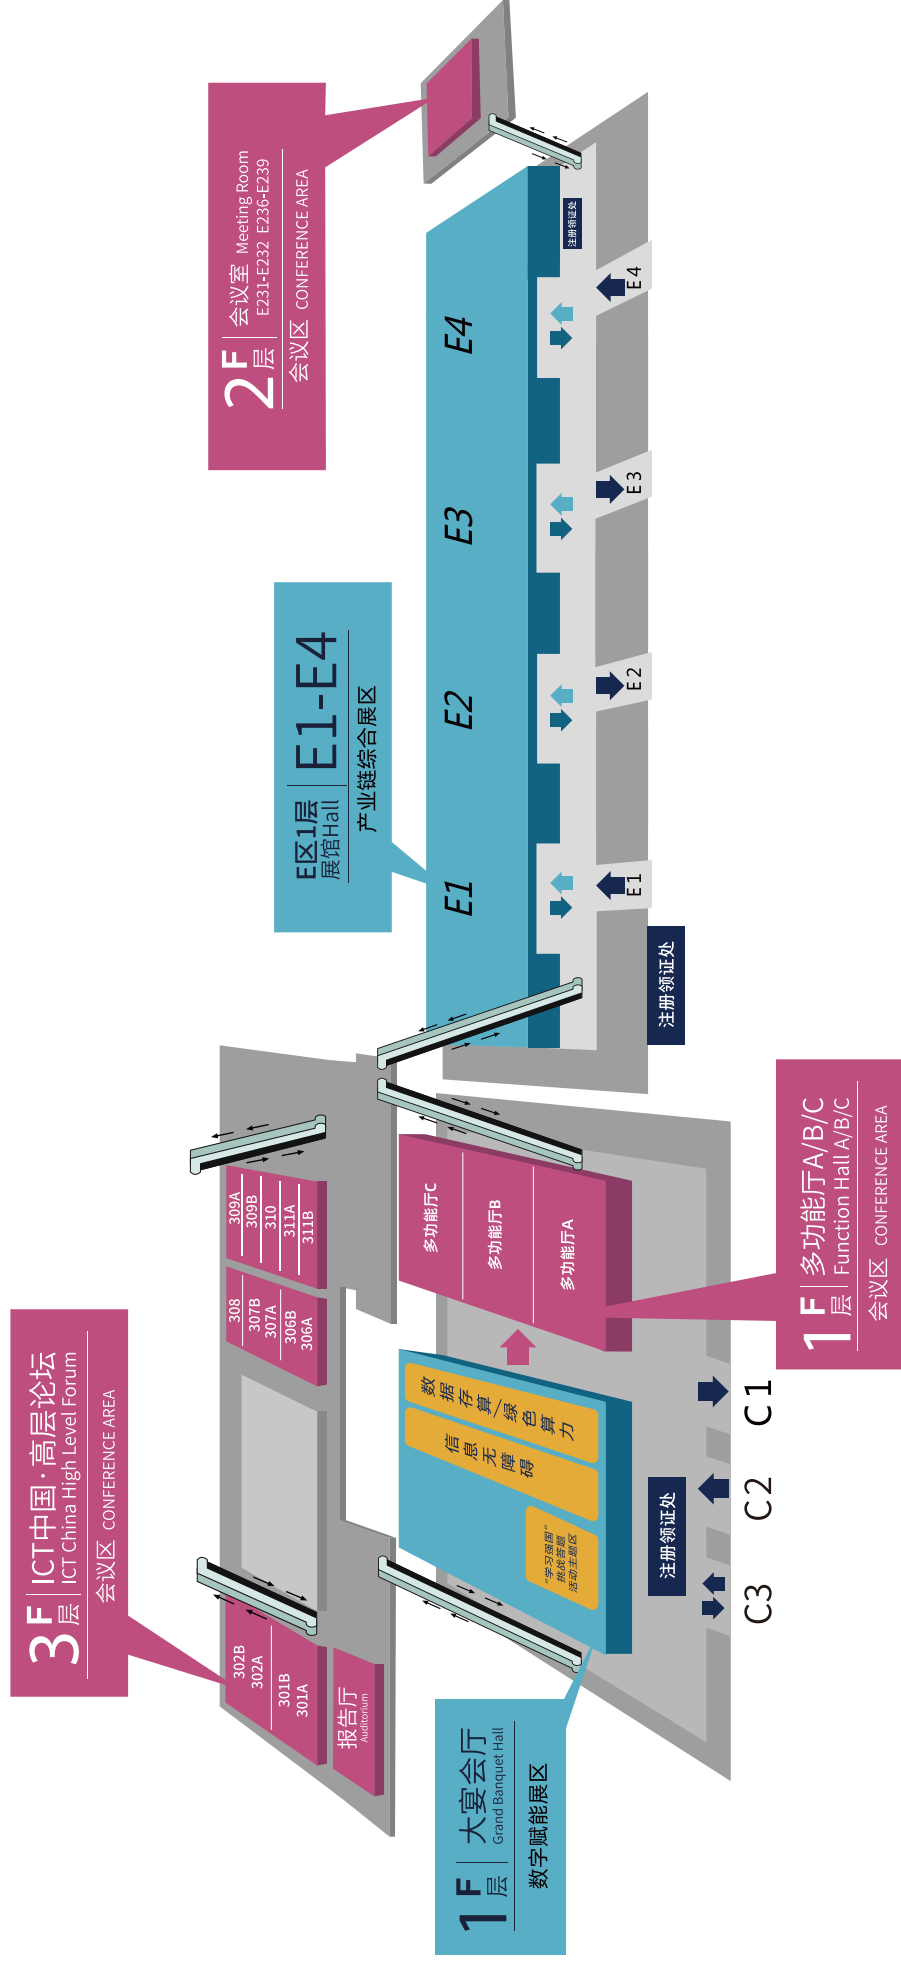 3F层
ICT中国·高层论坛
ICT China High Level Forum
会议区 CONFERENCE AREA
2F层
会议室 Meeting Room
E231-E232 E236-E239
会议区 CONFERENCE AREA
E区1层
展馆Hall
E1-E4
产业链综合展区
302B
302A
301B
301A
报告厅
Auditorium
308
307B
307A
306B
306A
309A
309B
310
311A
311B
E1
E2
E3
E4
注册领证处
E1
E2
E3
E4
注册领证处
多功能厅C
多功能厅B
多功能厅A
数据存算/绿色算力
信息无障碍
“学习强国”
挑战答题
活动主题区
注册领证处
C3
C2
C1
1F层
大宴会厅
Grand Banquet Hall
数字赋能展区
1F层
多功能厅A/B/C
Function Hall A/B/C
会议区 CONFERENCE AREA